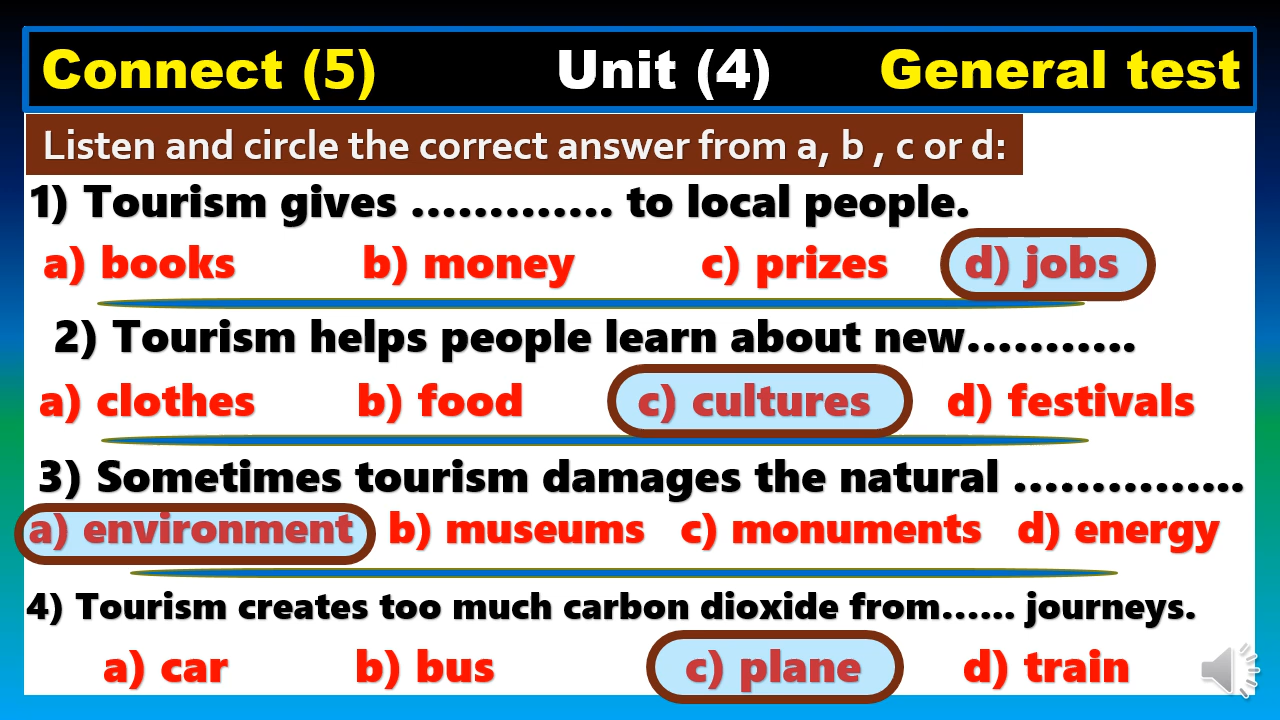 Connect (5) Unit (4) General test
Listen and circle the correct answer from a, b , c or d:
1) Tourism gives ............. to local people.
a) books b) money c) prizes d) jobs
2) Tourism helps people learn about new...........
a) clothes b) food c) cultures d) festivals
3) Sometimes tourism damages the natural ...............
a) environment b) museums c) monuments d) energy
4) Tourism creates too much carbon dioxide from...... journeys.
a) car b) bus c) plane d) train